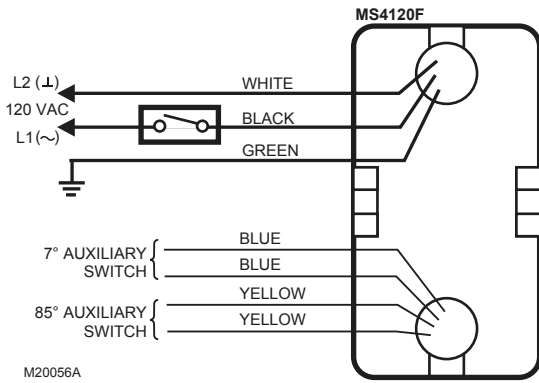 MS4120F
L2 (⊥)
WHITE
120 VAC
BLACK
L1 (~)
GREEN
7° AUXILIARY
SWITCH
BLUE
BLUE
85° AUXILIARY
SWITCH
YELLOW
YELLOW
M20056A